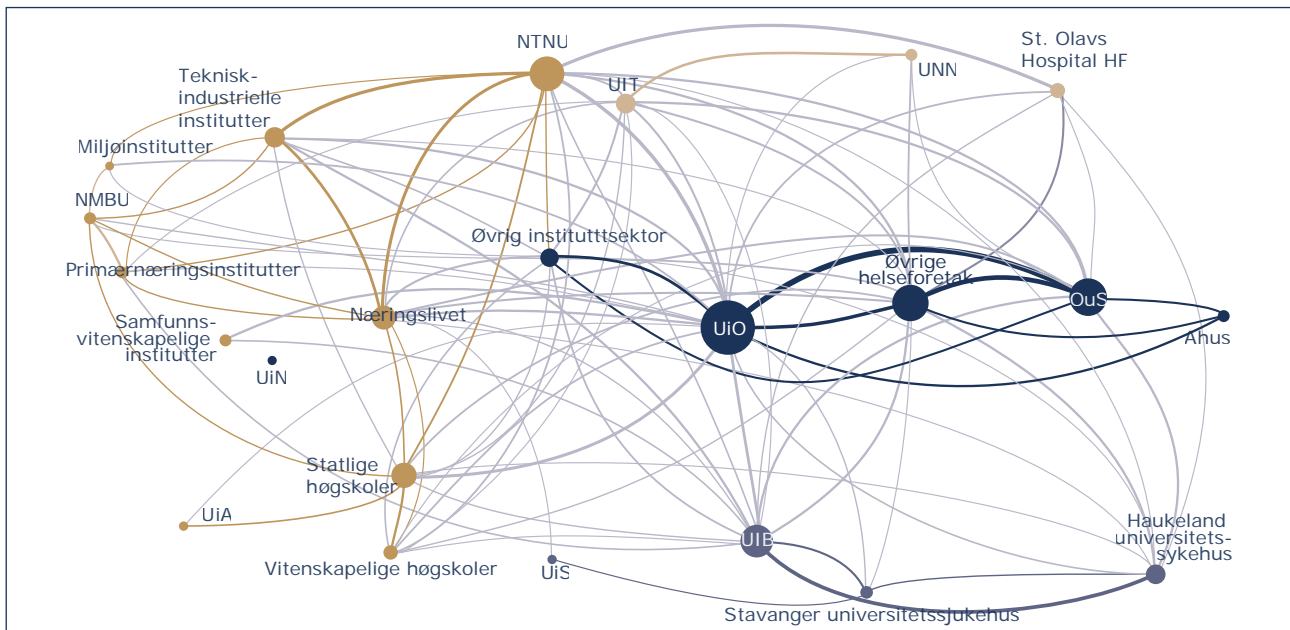 NTNU
St. Olavs
Hospital HF
UNN
UIT
Teknisk-
industrielle
institutter
Miljøinstitutter
NMBU
Øvrig institutttsektor
Primærnæringsinstitutter
Øvrige
helseforetak
OuS
Næringslivet
UiO
Samfunns-
vitenskapelige
institutter
Ahus
UiN
Statlige
høgskoler
UiA
Haukeland
universitets-
sykehus
UIB
Vitenskapelige høgskoler
UiS
Stavanger universitetssjukehus